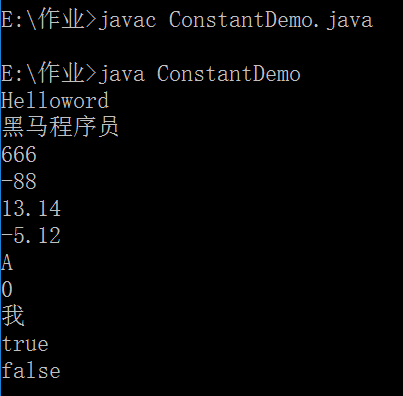 E:\作业>javac ConstantDemo.java
E:\作业>java ConstantDemo
Helloword
黑马程序员
666
-88
13.14
-5.12
A
0
我
true
false